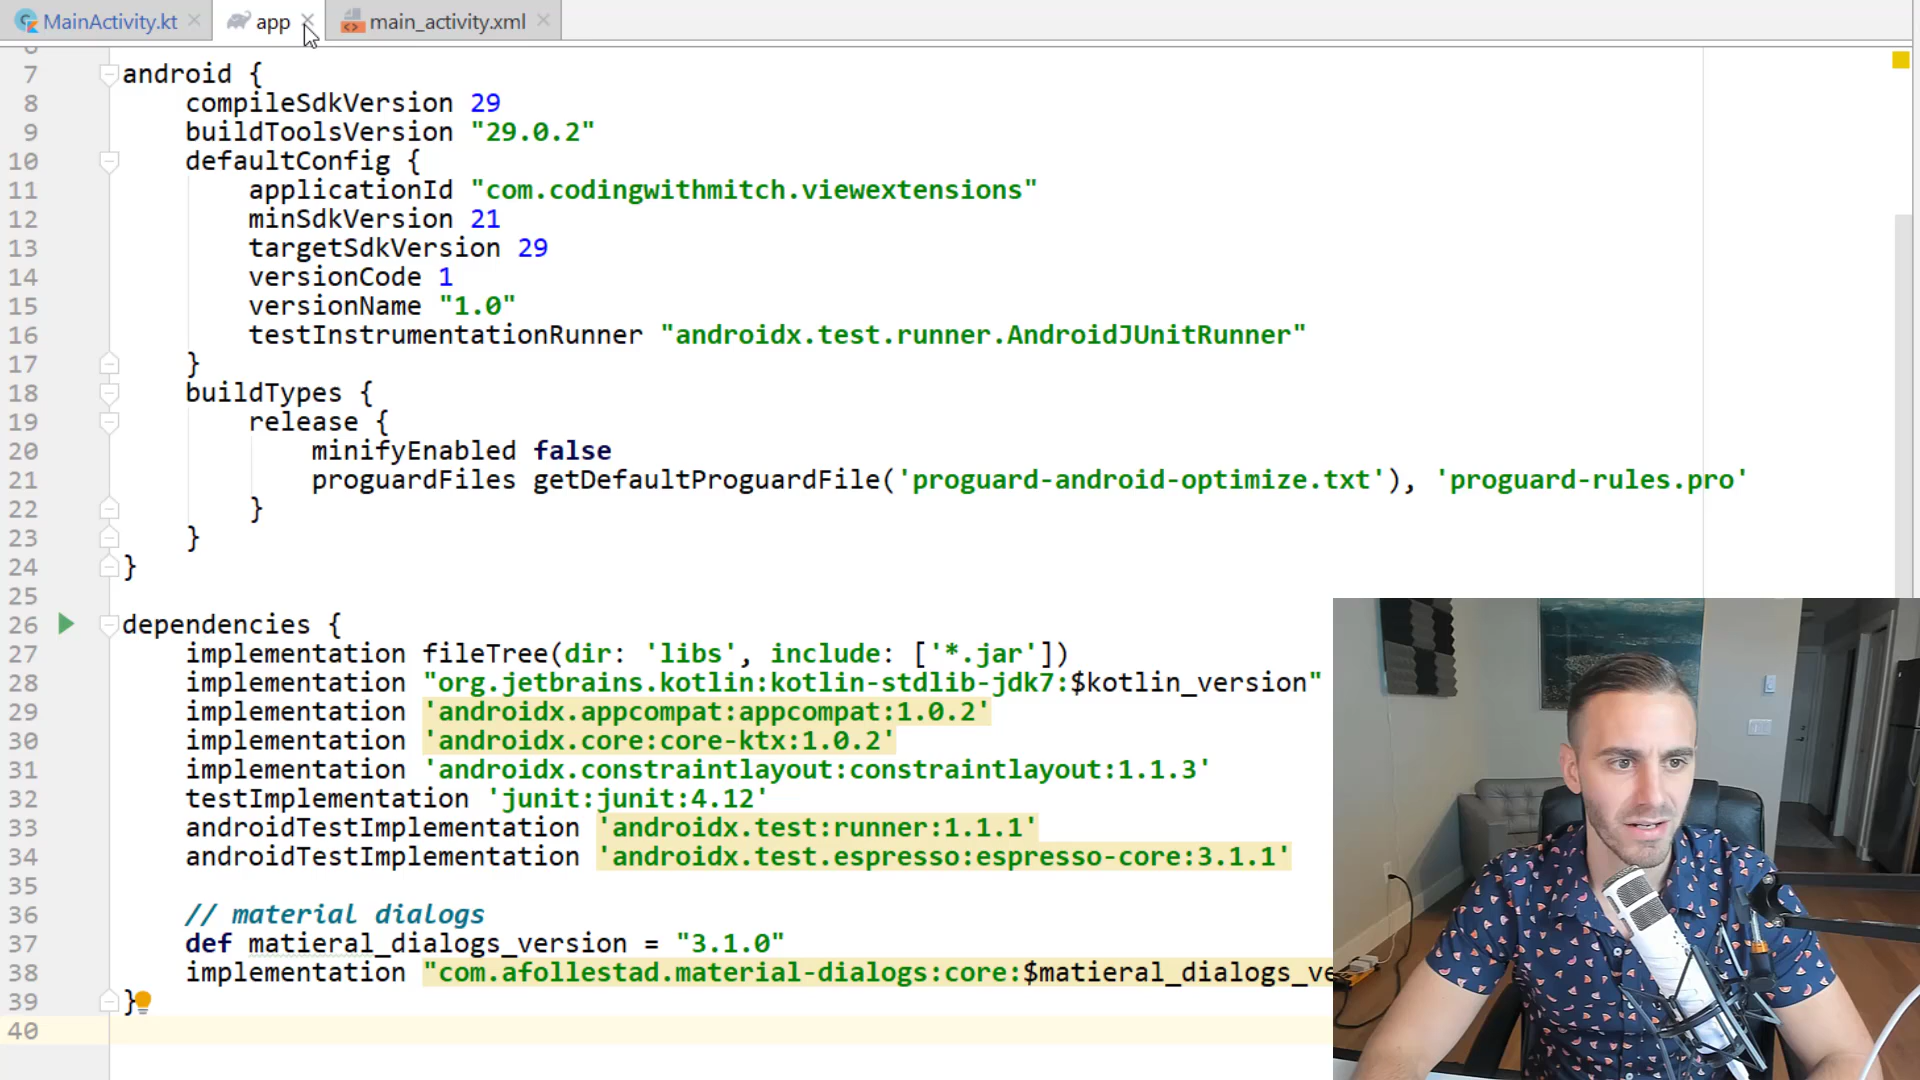 MainActivity.kt
app
main_activity.xml
7 android {
8 compileSdkVersion 29
9 buildToolsVersion "29.0.2"
10 defaultConfig {
11 applicationId "com.codingwithmitch.viewextensions"
12 minSdkVersion 21
13 targetSdkVersion 29
14 versionCode 1
15 versionName "1.0"
16 testInstrumentationRunner "androidx.test.runner.AndroidJUnitRunner"
17 }
18 buildTypes {
19 release {
20 minifyEnabled false
21 proguardFiles getDefaultProguardFile('proguard-android-optimize.txt'), 'proguard-rules.pro'
22 }
23 }
24 }
25
26 dependencies {
27 implementation fileTree(dir: 'libs', include: ['*.jar'])
28 implementation "org.jetbrains.kotlin:kotlin-stdlib-jdk7:$kotlin_version"
29 implementation 'androidx.appcompat:appcompat:1.0.2'
30 implementation 'androidx.core:core-ktx:1.0.2'
31 implementation 'androidx.constraintlayout:constraintlayout:1.1.3'
32 testImplementation 'junit:junit:4.12'
33 androidTestImplementation 'androidx.test:runner:1.1.1'
34 androidTestImplementation 'androidx.test.espresso:espresso-core:3.1.1'
35
36 // material dialogs
37 def matieral_dialogs_version = "3.1.0"
38 implementation "com.afollestad.material-dialogs:core:$matieral_dialogs_ve
39 }
40